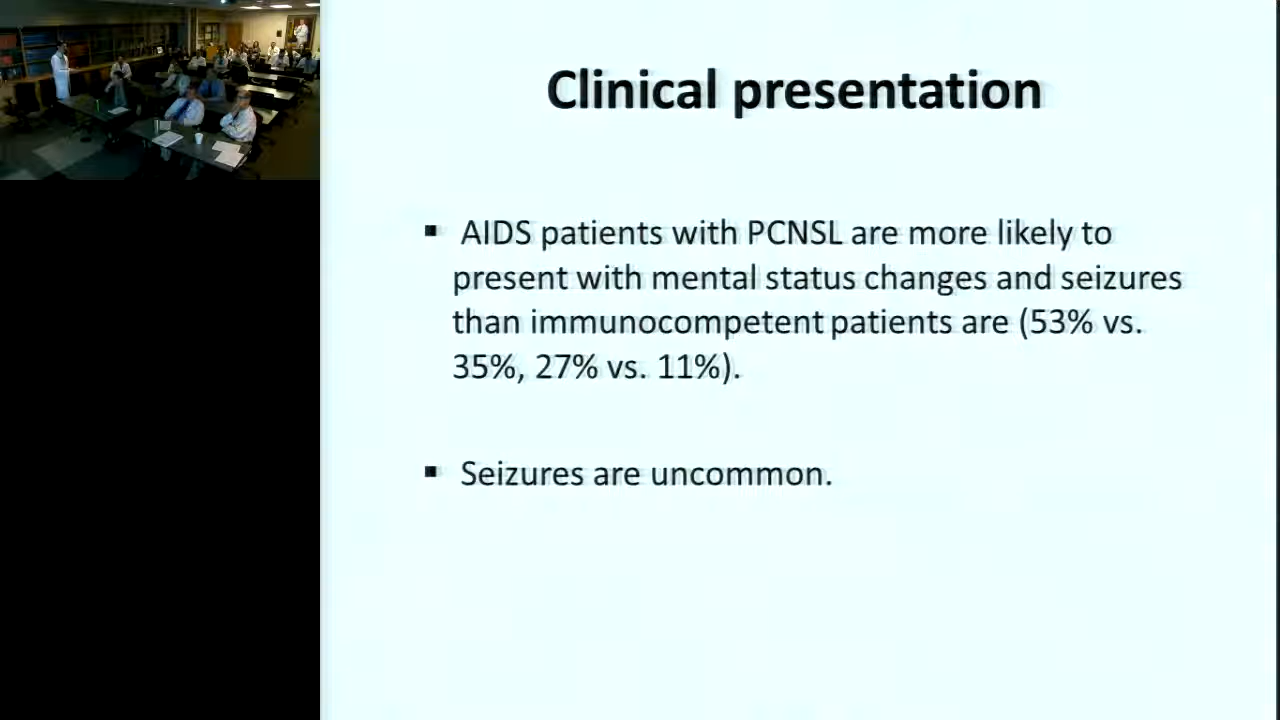 Clinical presentation
▪ AIDS patients with PCNSL are more likely to
present with mental status changes and seizures
than immunocompetent patients are (53% vs.
35%, 27% vs. 11%).
▪ Seizures are uncommon.